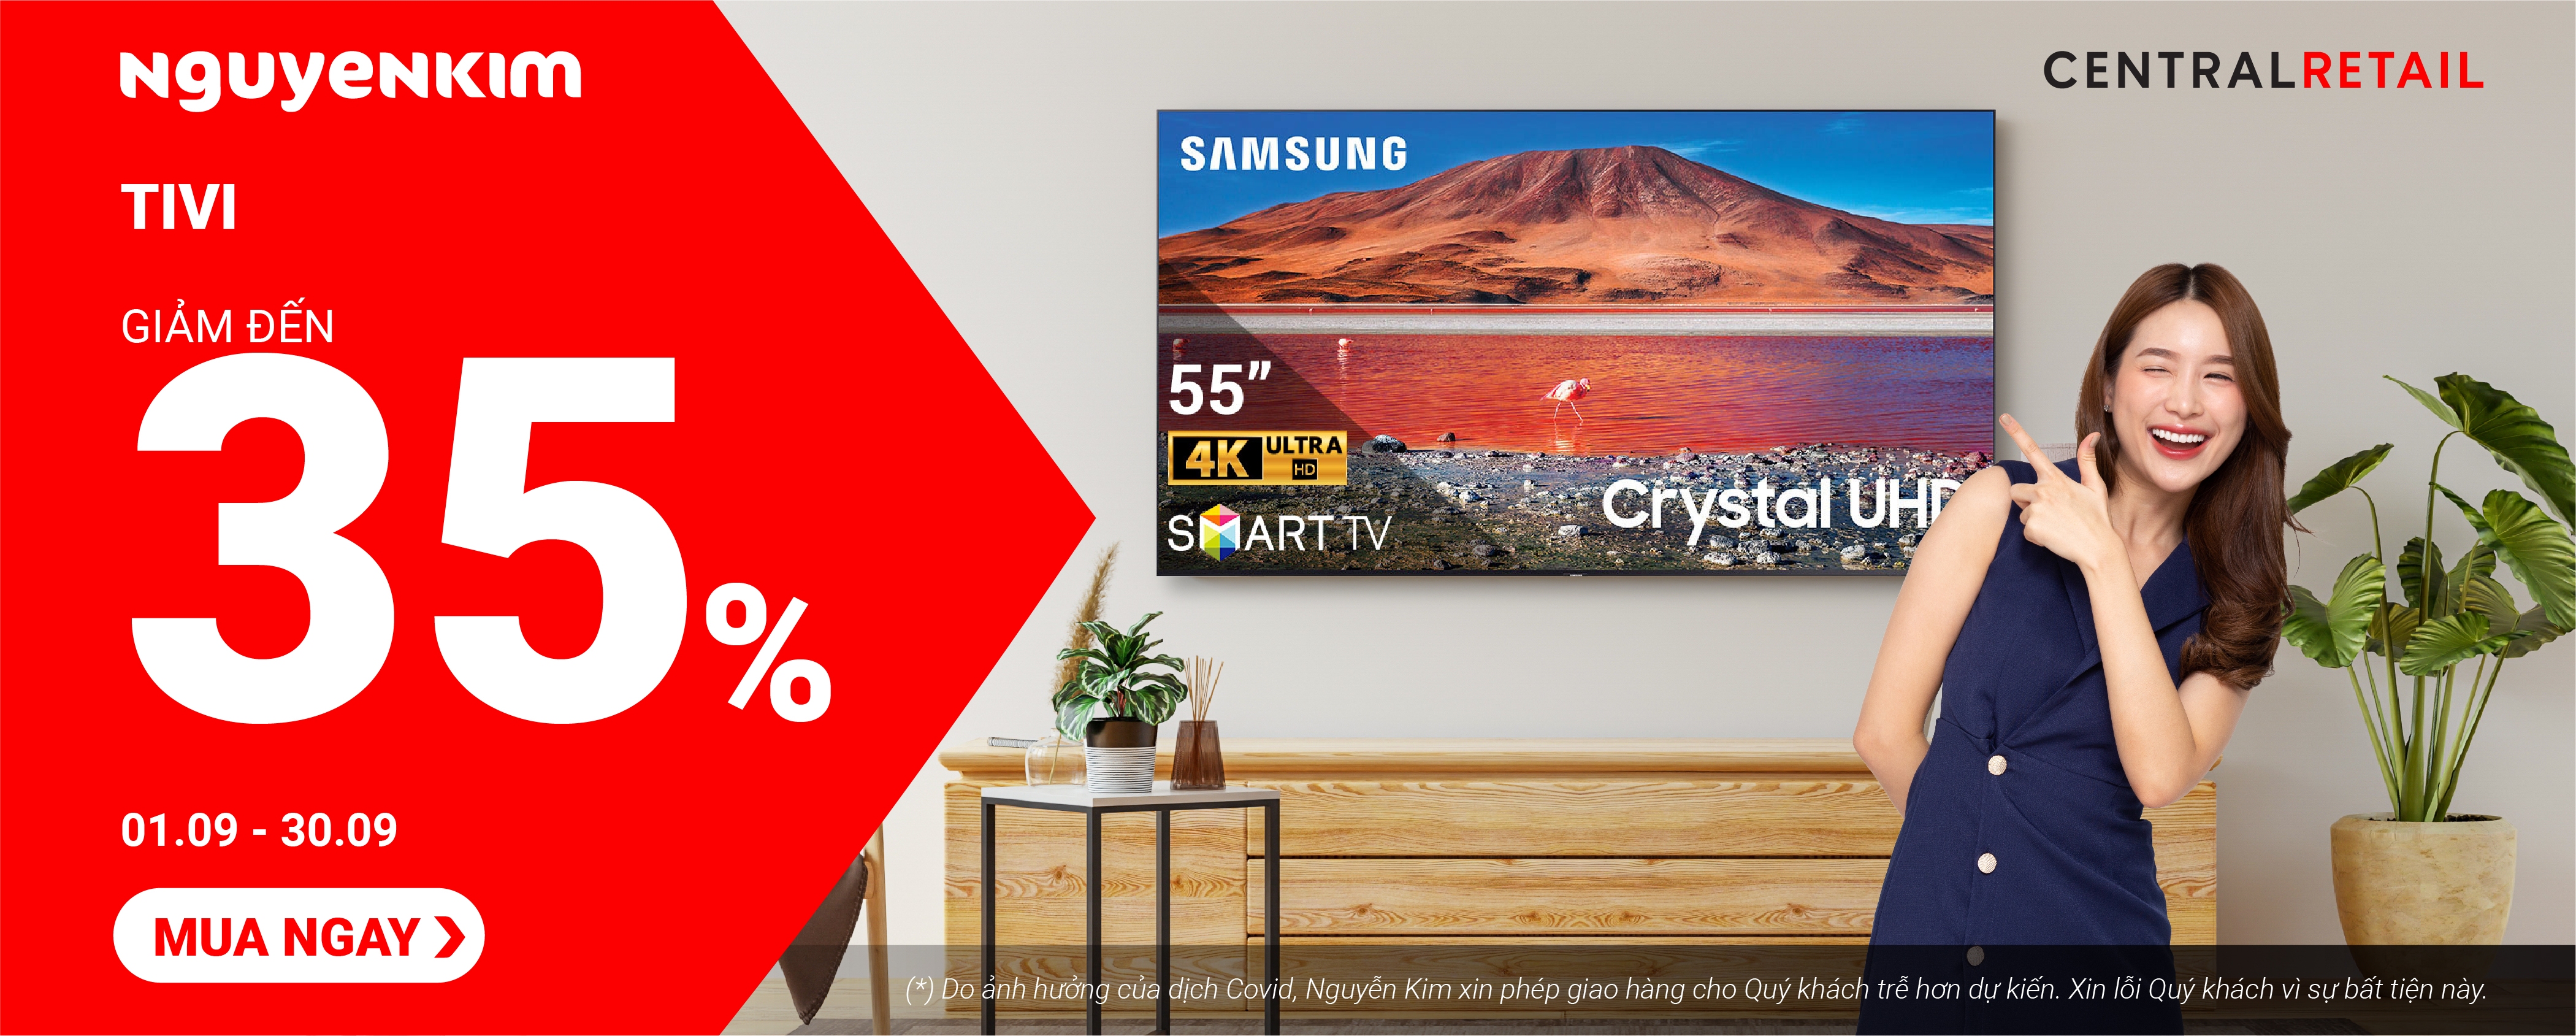 NGUYENKIM
CENTRALRETAIL
TIVI
GIẢM ĐẾN
35%
01.09 - 30.09
MUA NGAY
SAMSUNG
55”
4K ULTRA HD
SMART TV
Crystal UHD
(*) Do ảnh hưởng của dịch Covid, Nguyễn Kim xin phép giao hàng cho Quý khách trễ hơn dự kiến. Xin lỗi Quý khách vì sự bất tiện này.